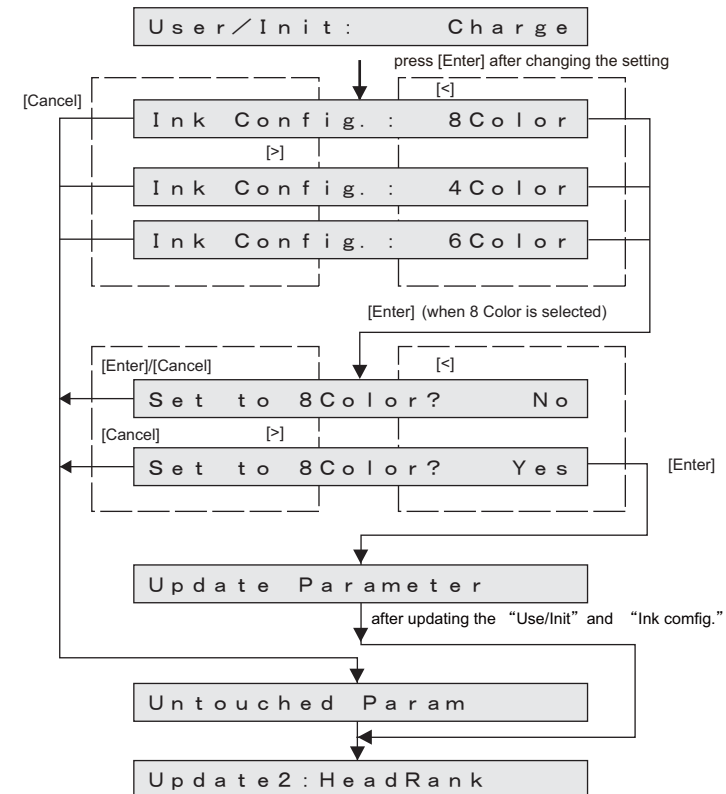 User／Init: Charge
press [Enter] after changing the setting
[Cancel]
[<]
Ink Config. : 8Color
[>]
Ink Config. : 4Color
Ink Config. : 6Color
[Enter] (when 8 Color is selected)
[Enter]/[Cancel]
[<]
Set to 8Color? No
[Cancel]
[>]
Set to 8Color? Yes
[Enter]
Update Parameter
after updating the “Use/Init” and “Ink comfig.”
Untouched Param
Update2:HeadRank